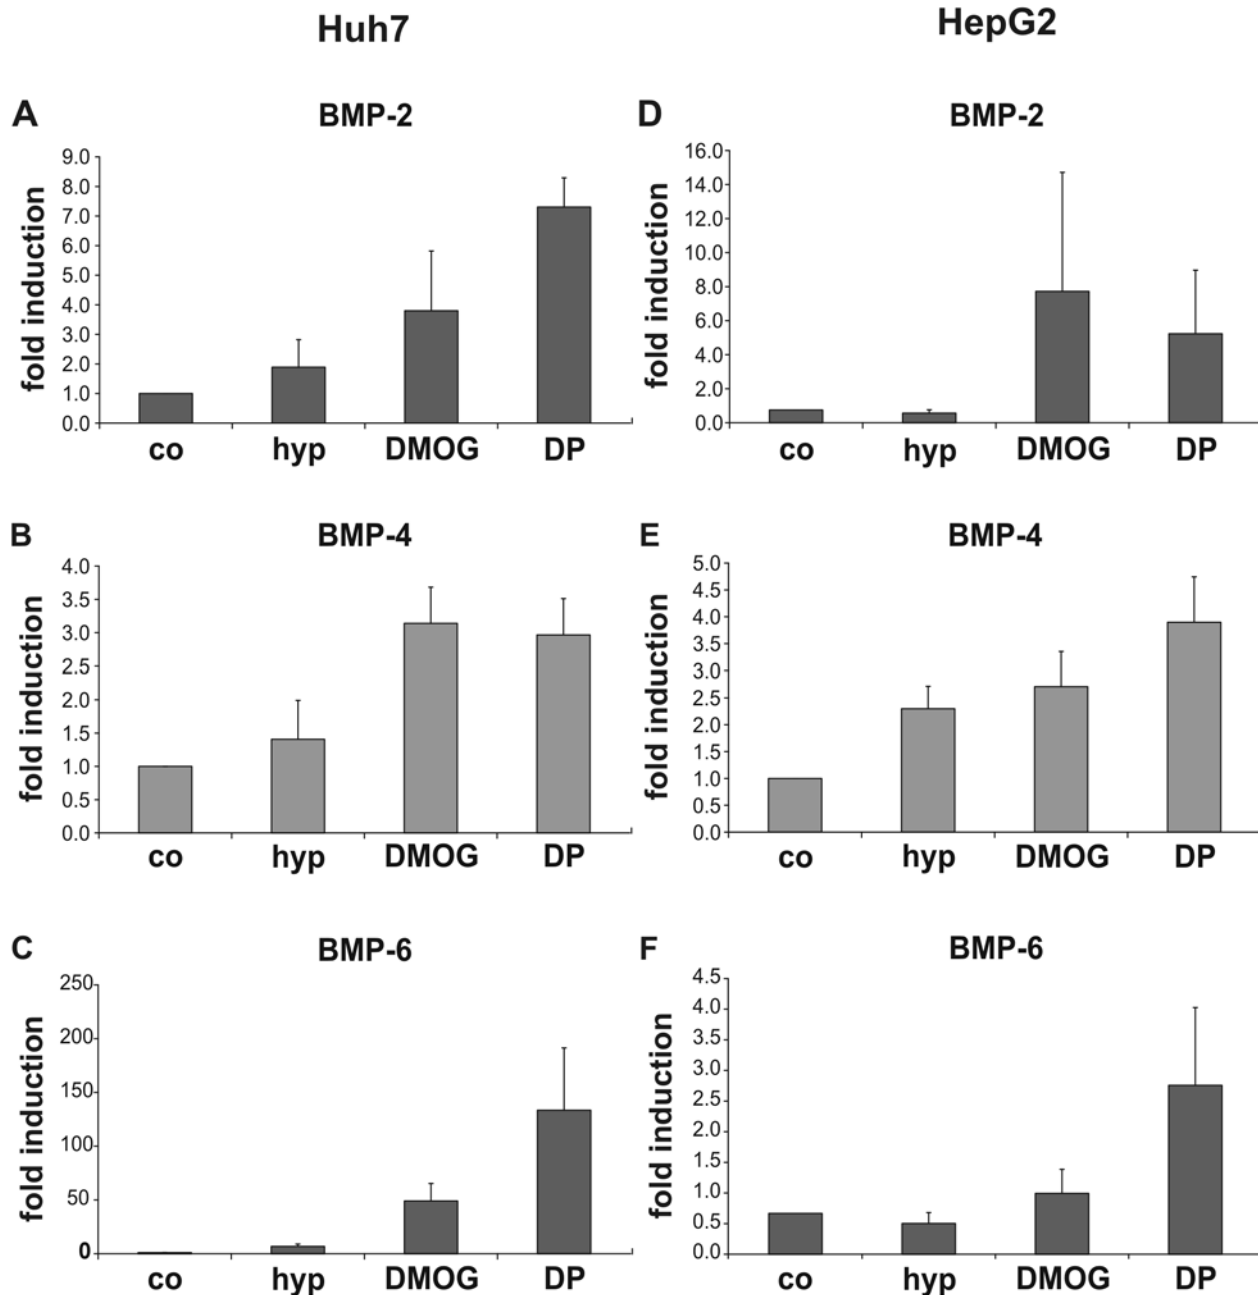 Huh7
HepG2
A
BMP-2
fold induction
9.0
8.0
7.0
6.0
5.0
4.0
3.0
2.0
1.0
0.0
co
hyp
DMOG
DP
D
BMP-2
fold induction
16.0
14.0
12.0
10.0
8.0
6.0
4.0
2.0
0.0
co
hyp
DMOG
DP
B
BMP-4
fold induction
4.0
3.5
3.0
2.5
2.0
1.5
1.0
0.5
0.0
co
hyp
DMOG
DP
E
BMP-4
fold induction
5.0
4.5
4.0
3.5
3.0
2.5
2.0
1.5
1.0
0.5
0.0
co
hyp
DMOG
DP
C
BMP-6
fold induction
250
200
150
100
50
0
co
hyp
DMOG
DP
F
BMP-6
fold induction
4.5
4.0
3.5
3.0
2.5
2.0
1.5
1.0
0.5
0.0
co
hyp
DMOG
DP